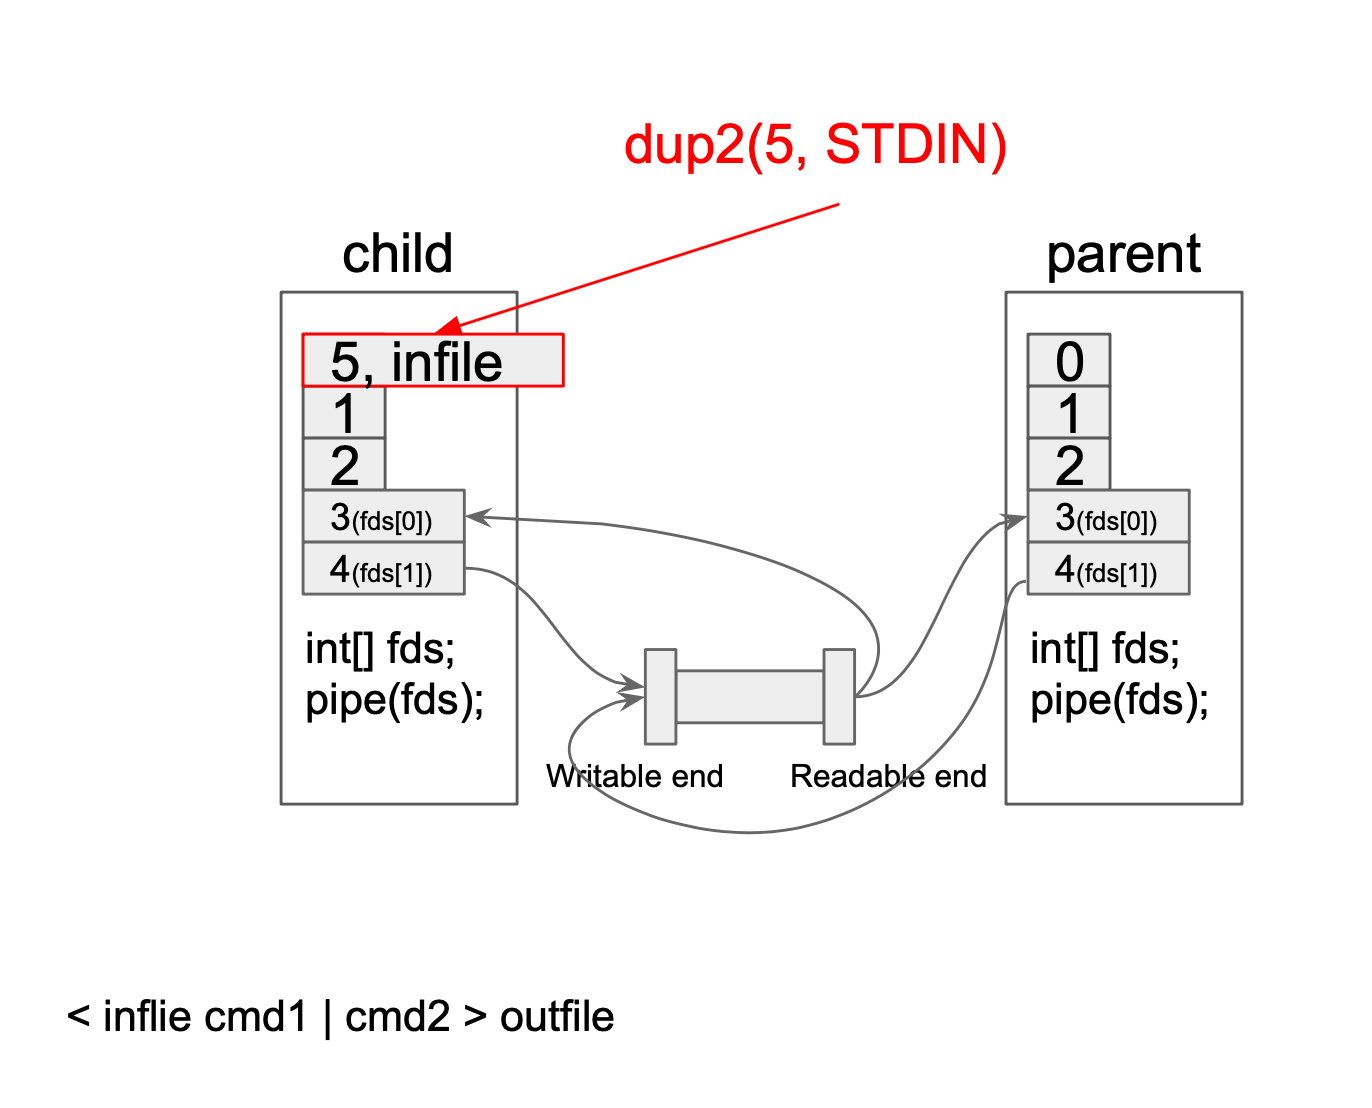 dup2(5, STDIN)
child
parent
5, infile
1
2
3(fds[0])
4(fds[1])
int[] fds;
pipe(fds);
0
1
2
3(fds[0])
4(fds[1])
int[] fds;
pipe(fds);
Writable end
Readable end
< inflie cmd1 | cmd2 > outfile